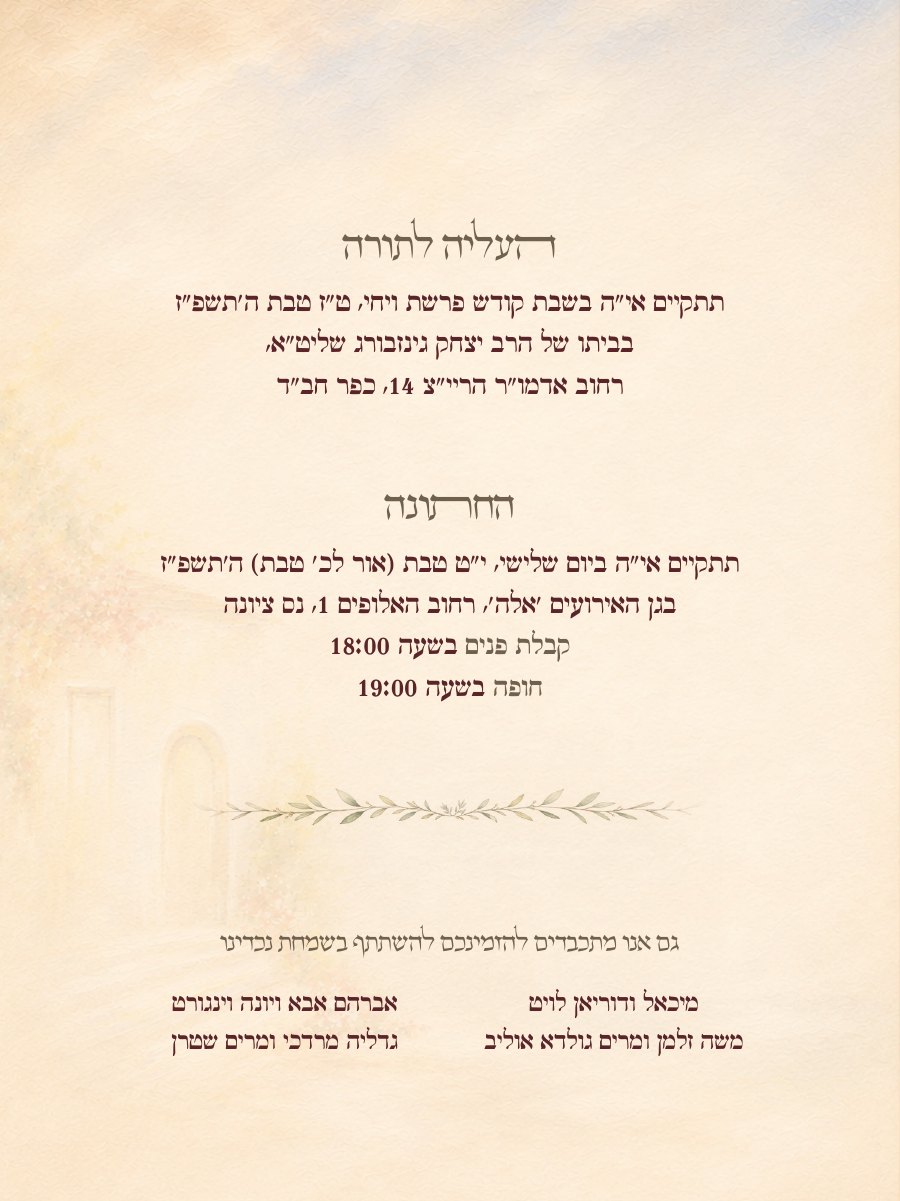 העליה לתורה
תתקיים אי״ה בשבת קודש פרשת ויחי, ט״ז טבת ה׳תשפ״ז
בביתו של הרב יצחק גינזבורג שליט״א,
רחוב אדמו״ר הריי״צ 14, כפר חב״ד
החתונה
תתקיים אי״ה ביום שלישי, י״ט טבת (אור לכ׳ טבת) ה׳תשפ״ז
בגן האירועים ׳אלה׳, רחוב האלופים 1, נס ציונה
קבלת פנים בשעה 18:00
חופה בשעה 19:00
גם אנו מתכבדים להזמינכם להשתתף בשמחת נכדינו
מיכאל ודוריאן לויט
משה זלמן ומרים גולדא אוליב
אברהם אבא ויונה וינגורט
גדליה מרדכי ומרים שטרן